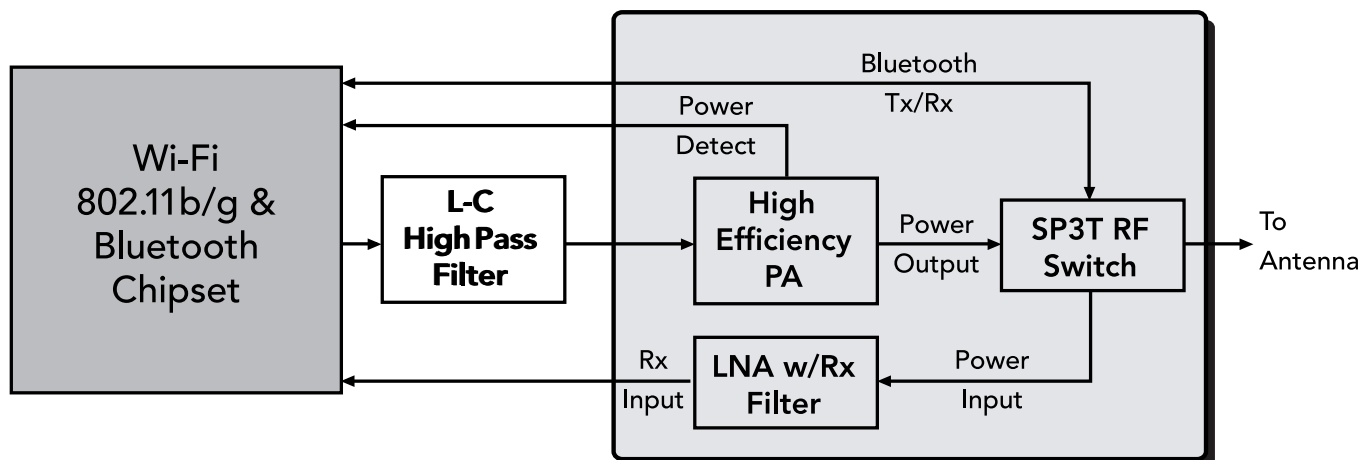 Wi-Fi
802.11b/g &
Bluetooth
Chipset
L-C
High Pass
Filter
Bluetooth
Tx/Rx
Power
Detect
High
Efficiency
PA
Power
Output
SP3T RF
Switch
To
Antenna
Rx
Input
LNA w/Rx
Filter
Power
Input